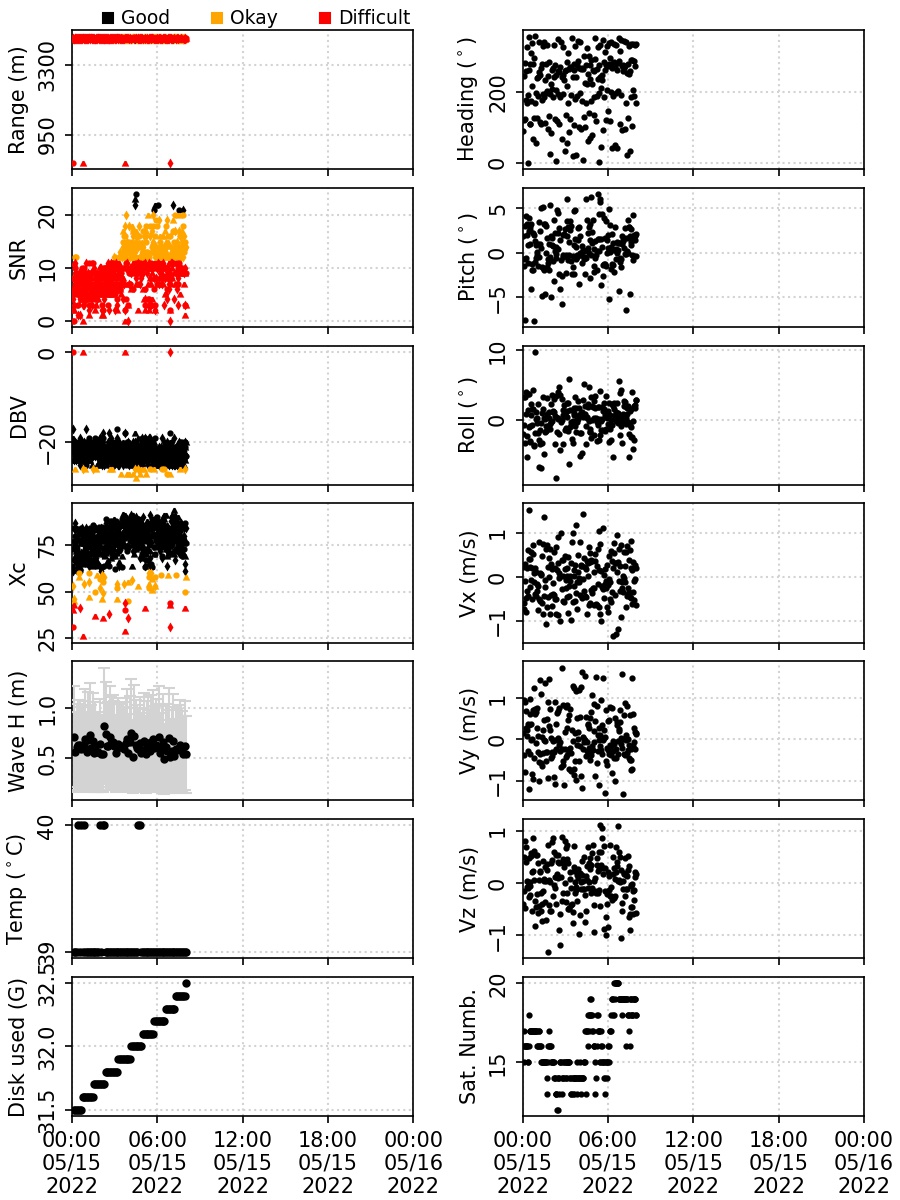 Good Okay Difficult
Range (m)
3300
950
Heading (°)
200
0
SNR
20
10
0
Pitch (°)
5
0
−5
DBV
0
−20
Roll (°)
10
0
Xc
75
50
25
Vx (m/s)
1
0
−1
Wave H (m)
1.0
0.5
Vy (m/s)
1
0
−1
Temp (°C)
40
39
Vz (m/s)
1
0
−1
Disk used (G)
32.5
32.0
31.5
Sat. Numb.
20
15
00:00 06:00 12:00 18:00 00:00
05/15 05/15 05/15 05/15 05/16
2022 2022 2022 2022 2022
00:00 06:00 12:00 18:00 00:00
05/15 05/15 05/15 05/15 05/16
2022 2022 2022 2022 2022